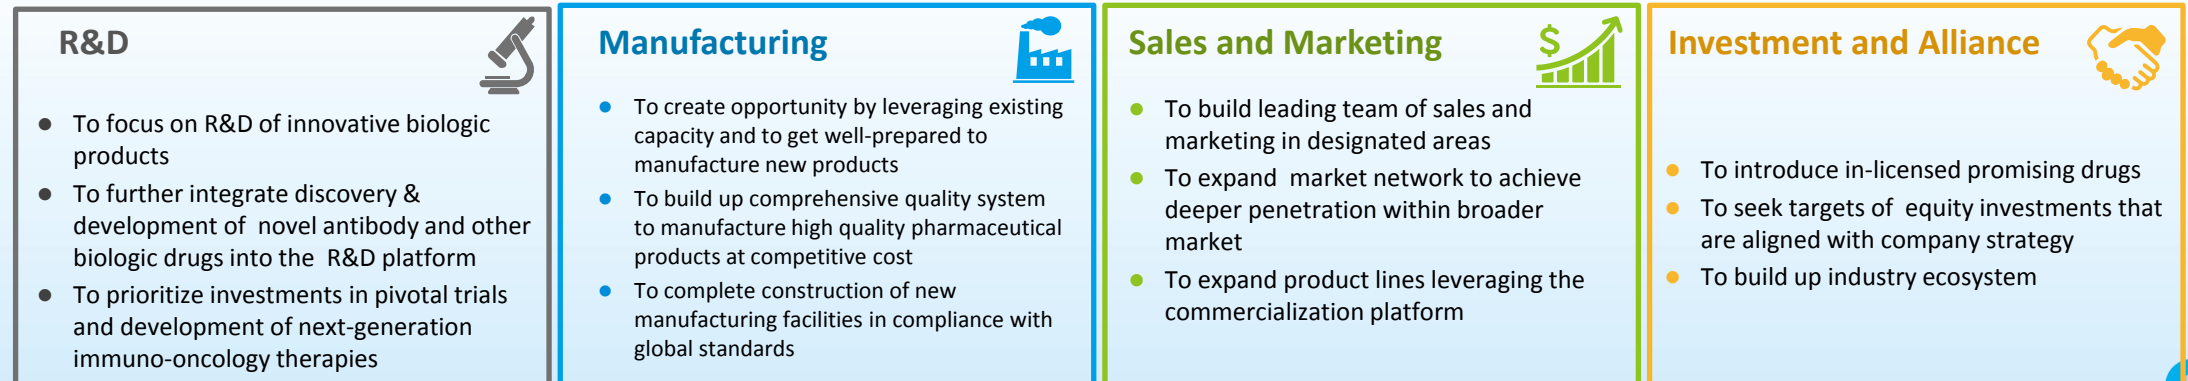 R&D
● To focus on R&D of innovative biologic
products
● To further integrate discovery &
development of  novel antibody and other
biologic drugs into the  R&D platform
● To prioritize investments in pivotal trials
and development of next-generation
immuno-oncology therapies
Manufacturing
● To create opportunity by leveraging existing
capacity and to get well-prepared to
manufacture new products
● To build up comprehensive quality system
to manufacture high quality pharmaceutical
products at competitive cost
● To complete construction of new
manufacturing facilities in compliance with
global standards
Sales and Marketing
$
● To build leading team of sales and
marketing in designated areas
● To expand  market network to achieve
deeper penetration within broader
market
● To expand product lines leveraging the
commercialization platform
Investment and Alliance
● To introduce in-licensed promising drugs
● To seek targets of  equity investments that
are aligned with company strategy
● To build up industry ecosystem